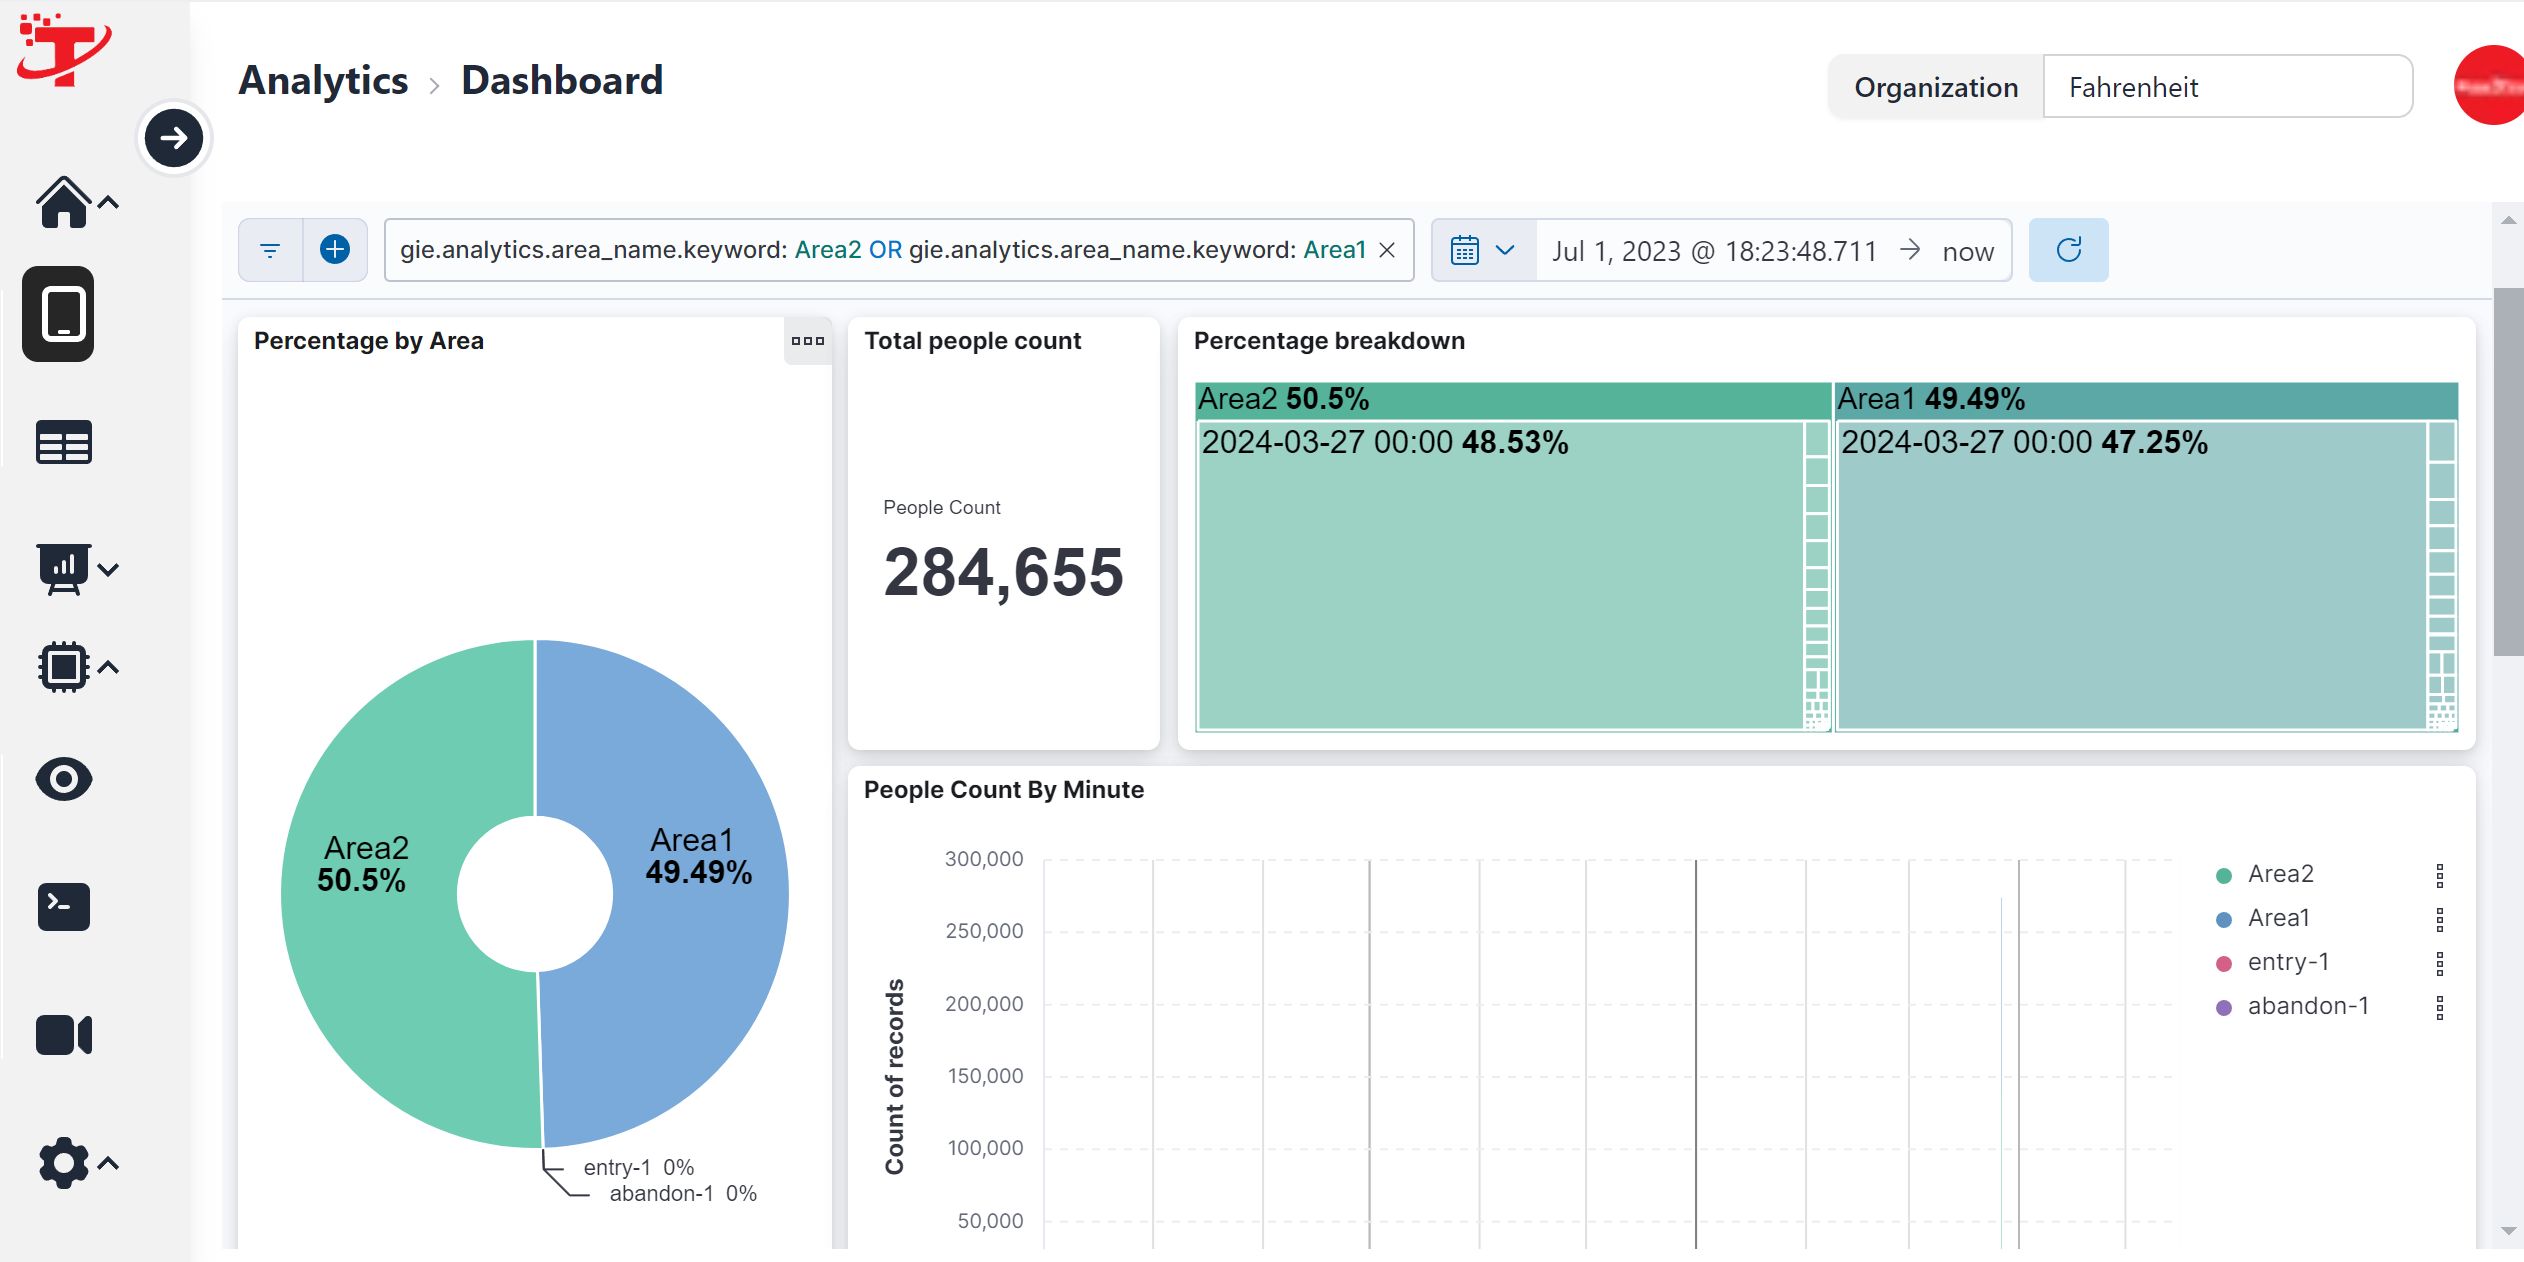 Analytics > Dashboard
Organization
Fahrenheit
gie.analytics.area_name.keyword: Area2 OR gie.analytics.area_name.keyword: Area1
Jul 1, 2023 @ 18:23:48.711 → now
Percentage by Area
Area2
50.5%
Area1
49.49%
entry-1 0%
abandon-1 0%
Total people count
People Count
284,655
Percentage breakdown
Area2 50.5%
2024-03-27 00:00 48.53%
Area1 49.49%
2024-03-27 00:00 47.25%
People Count By Minute
Count of records
300,000
250,000
200,000
150,000
100,000
50,000
Area2
Area1
entry-1
abandon-1